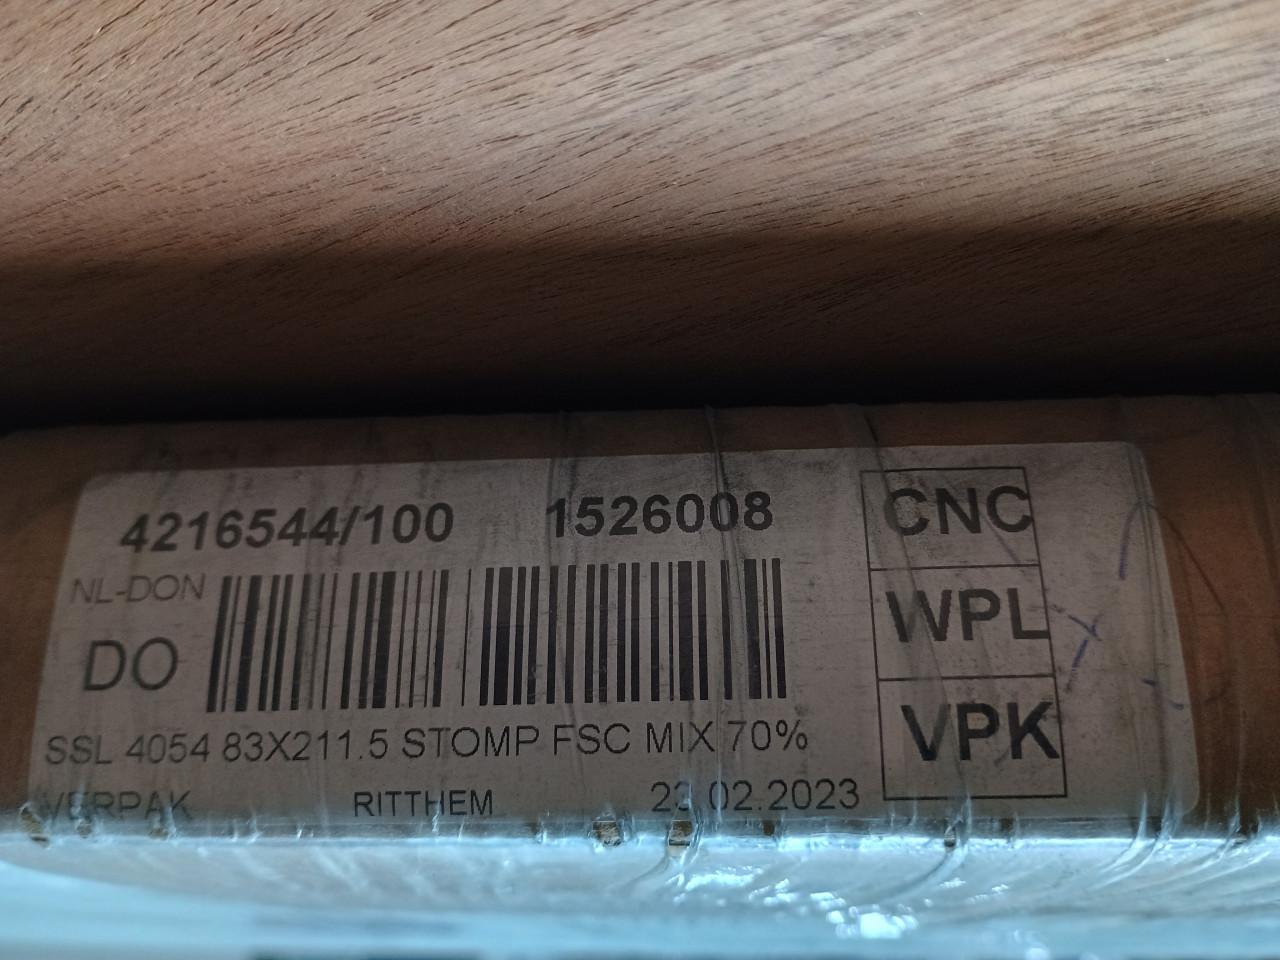 4216544/100 1526008
NL-DON
DO
SSL 4054 83X211.5 STOMP FSC MIX 70%
VERPAK RITTHEM 23.02.2023
CNC
WPL
VPK